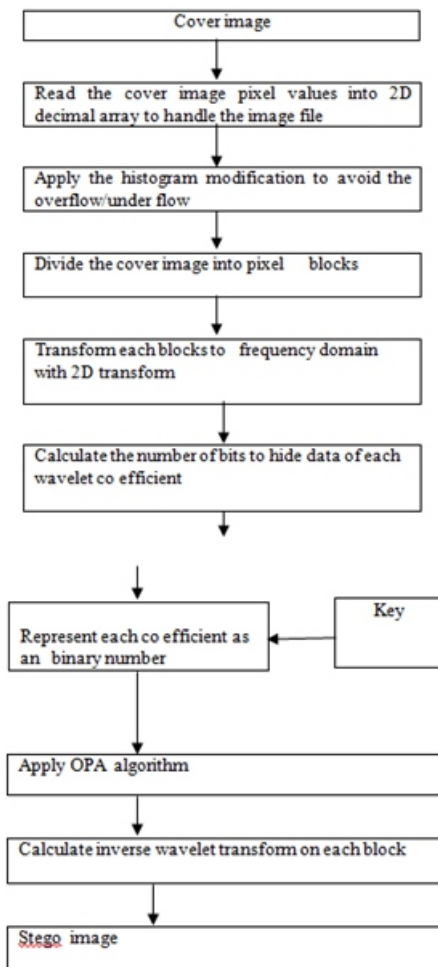 Cover image
Read the cover image pixel values into 2D
decimal array to handle the image file
Apply the histogram modification to avoid the
overflow/under flow
Divide the cover image into pixel blocks
Transform each blocks to frequency domain
with 2D transform
Calculate the number of bits to hide data of each
wavelet co efficient
Key
Represent each co efficient as
an binary number
Apply OPA algorithm
Calculate inverse wavelet transform on each block
Stego image